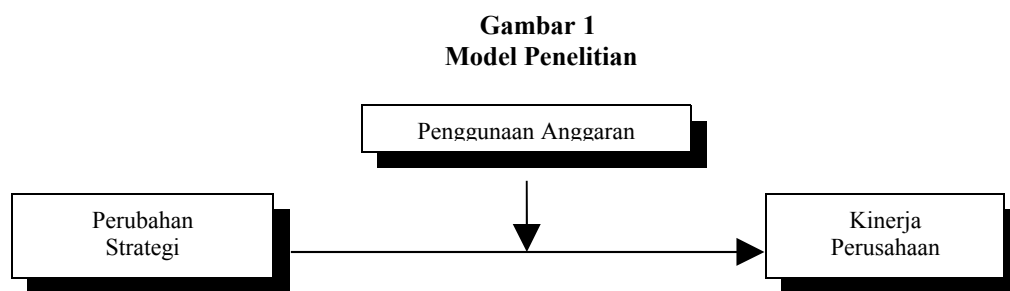 Gambar 1
Model Penelitian
Penggunaan Anggaran
Perubahan
Strategi
Kinerja
Perusahaan